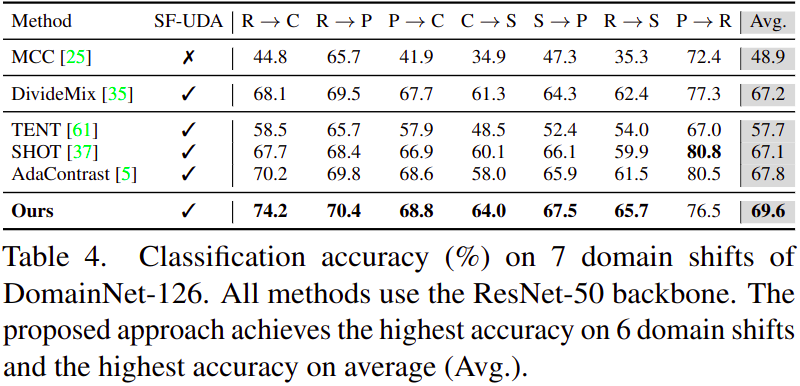 Method SF-UDA R → C R → P P → C C → S S → P R → S P → R Avg.
MCC [25] ✗ 44.8 65.7 41.9 34.9 47.3 35.3 72.4 48.9
DivideMix [35] ✓ 68.1 69.5 67.7 61.3 64.3 62.4 77.3 67.2
TENT [61] ✓ 58.5 65.7 57.9 48.5 52.4 54.0 67.0 57.7
SHOT [37] ✓ 67.7 68.4 66.9 60.1 66.1 59.9 80.8 67.1
AdaContrast [5] ✓ 70.2 69.8 68.6 58.0 65.9 61.5 80.5 67.8
Ours ✓ 74.2 70.4 68.8 64.0 67.5 65.7 76.5 69.6
Table 4. Classification accuracy (%) on 7 domain shifts of
DomainNet-126. All methods use the ResNet-50 backbone. The
proposed approach achieves the highest accuracy on 6 domain shifts
and the highest accuracy on average (Avg.).